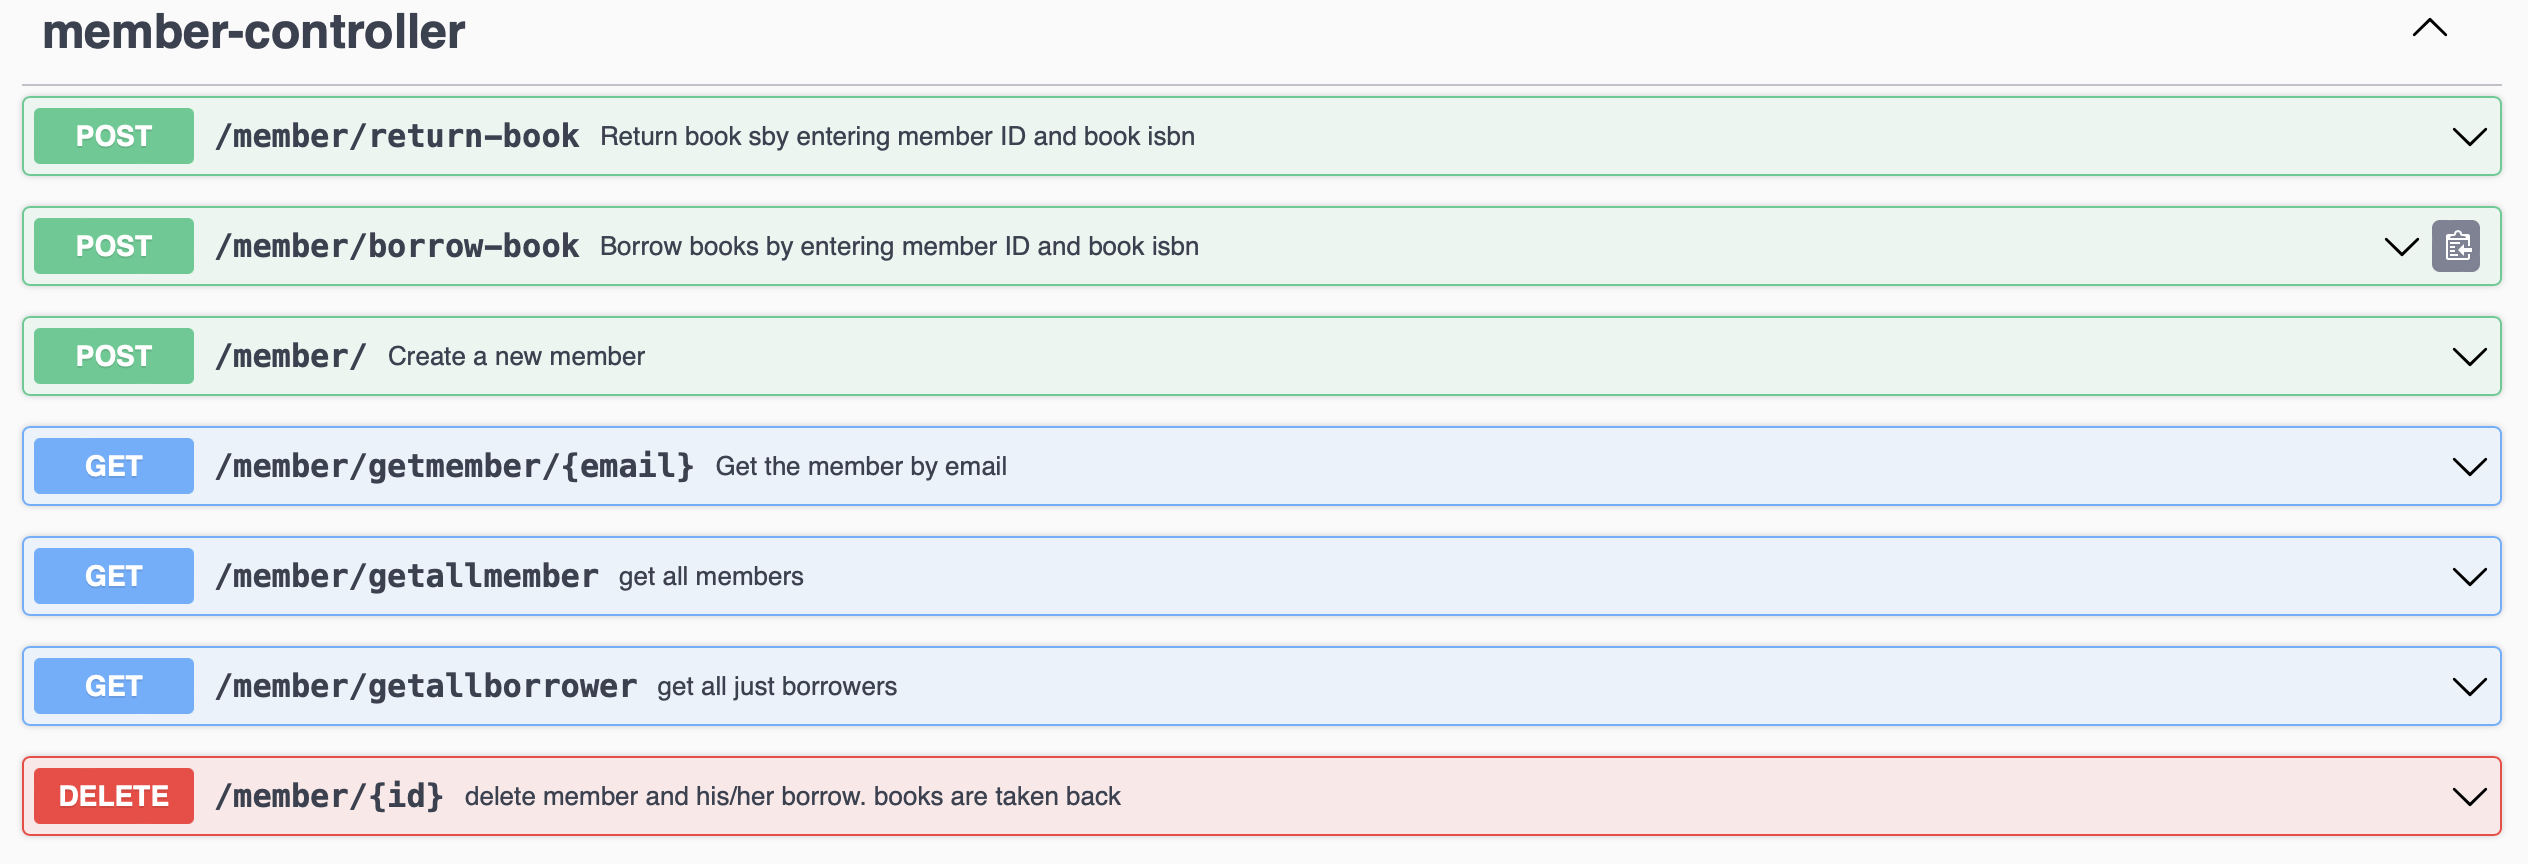 member-controller
POST /member/return-book Return book sby entering member ID and book isbn
POST /member/borrow-book Borrow books by entering member ID and book isbn
POST /member/ Create a new member
GET /member/getmember/{email} Get the member by email
GET /member/getallmember get all members
GET /member/getallborrower get all just borrowers
DELETE /member/{id} delete member and his/her borrow. books are taken back